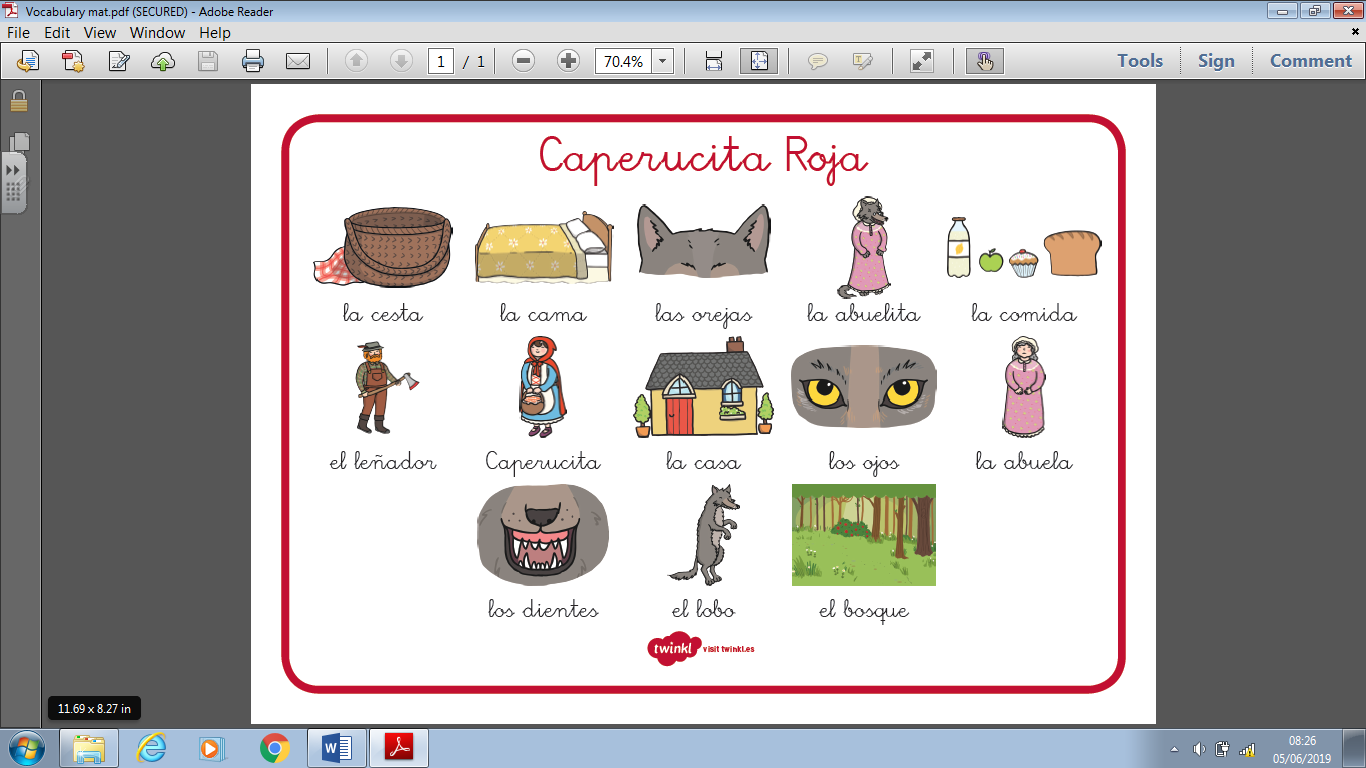 Vocabulary mat.pdf (SECURED) - Adobe Reader
File Edit View Window Help
1 / 1 70.4% Tools Sign Comment
Caperucita Roja
la cesta la cama las orejas la abuelita la comida
el leñador Caperucita la casa los ojos la abuela
los dientes el lobo el bosque
twinkl visit twinkl.es
11.69 x 8.27 in
08:26
05/06/2019